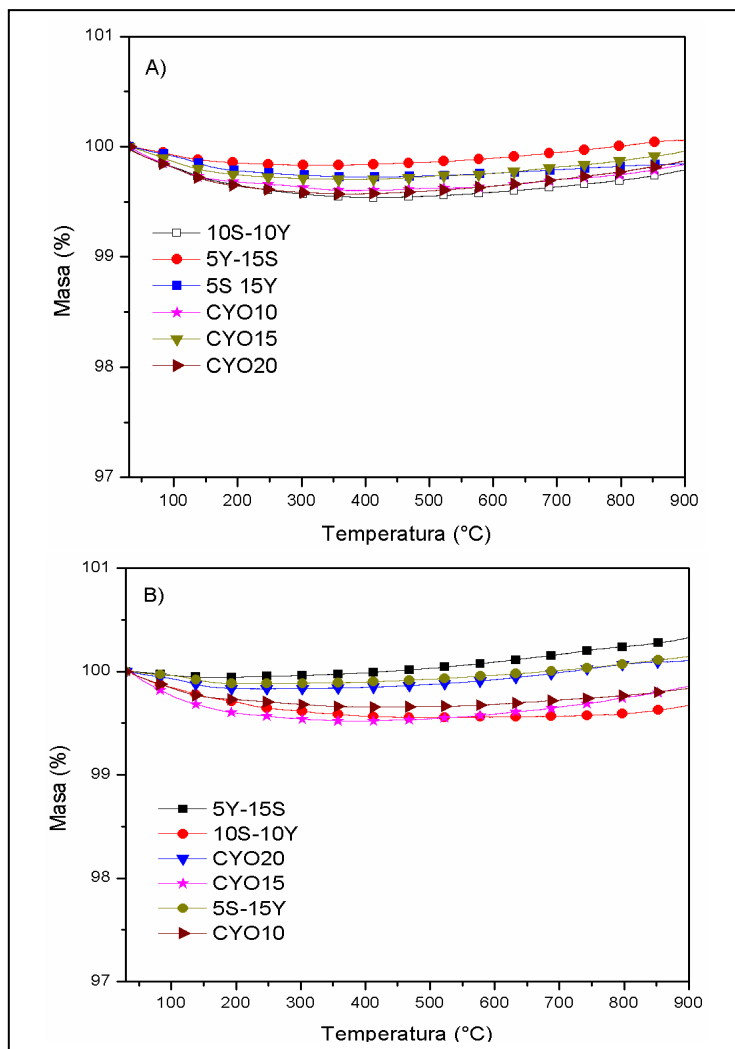 A)
101
100
99
98
97
Masa (%)
10S-10Y
5Y-15S
5S 15Y
CYO10
CYO15
CYO20
100 200 300 400 500 600 700 800 900
Temperatura (°C)
B)
101
100
99
98
97
Masa (%)
5Y-15S
10S-10Y
CYO20
CYO15
5S-15Y
CYO10
100 200 300 400 500 600 700 800 900
Temperatura (°C)